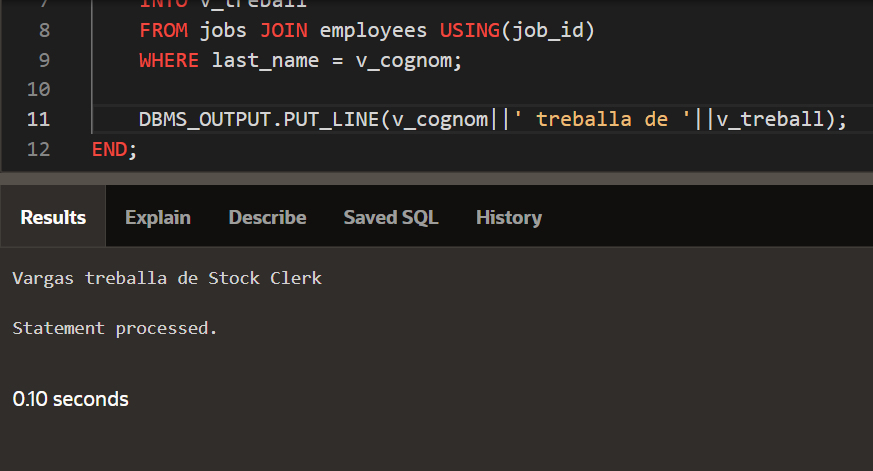 7 INTO v_treball
8 FROM jobs JOIN employees USING(job_id)
9 WHERE last_name = v_cognom;
10
11 DBMS_OUTPUT.PUT_LINE(v_cognom||' treballa de '||v_treball);
12 END;
Results Explain Describe Saved SQL History
Vargas treballa de Stock Clerk
Statement processed.
0.10 seconds